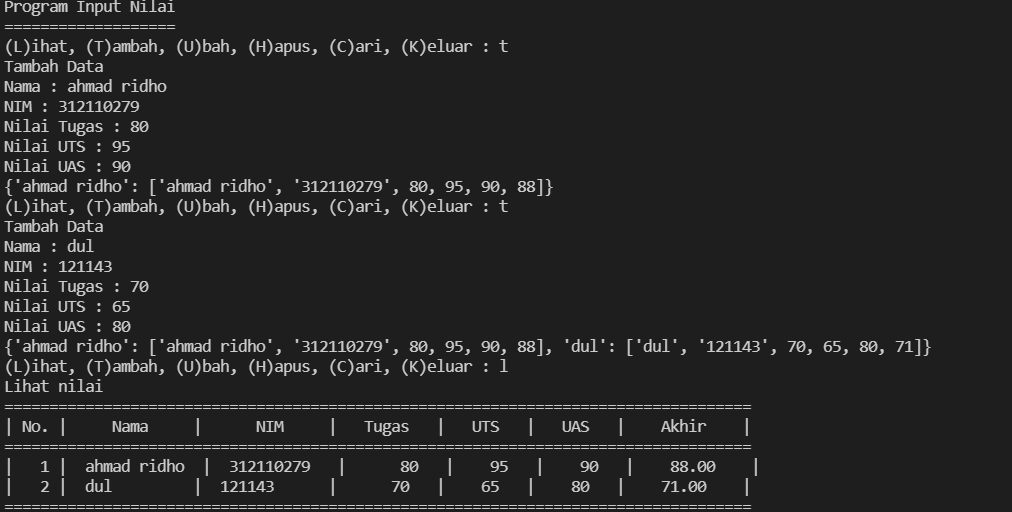 Program Input Nilai
===================
(L)ihat, (T)ambah, (U)bah, (H)apus, (C)ari, (K)eluar : t
Tambah Data
Nama : ahmad ridho
NIM : 312110279
Nilai Tugas : 80
Nilai UTS : 95
Nilai UAS : 90
{'ahmad ridho': ['ahmad ridho', '312110279', 80, 95, 90, 88]}
(L)ihat, (T)ambah, (U)bah, (H)apus, (C)ari, (K)eluar : t
Tambah Data
Nama : dul
NIM : 121143
Nilai Tugas : 70
Nilai UTS : 65
Nilai UAS : 80
{'ahmad ridho': ['ahmad ridho', '312110279', 80, 95, 90, 88], 'dul': ['dul', '121143', 70, 65, 80, 71]}
(L)ihat, (T)ambah, (U)bah, (H)apus, (C)ari, (K)eluar : l
Lihat nilai
===================================================================================
| No. |     Nama     |      NIM     |   Tugas   |   UTS   |   UAS   |    Akhir    |
===================================================================================
|   1 |  ahmad ridho  |  312110279   |      80   |    95   |     90   |    88.00    |
|   2 |  dul         |  121143      |      70   |    65   |    80   |    71.00    |
===================================================================================